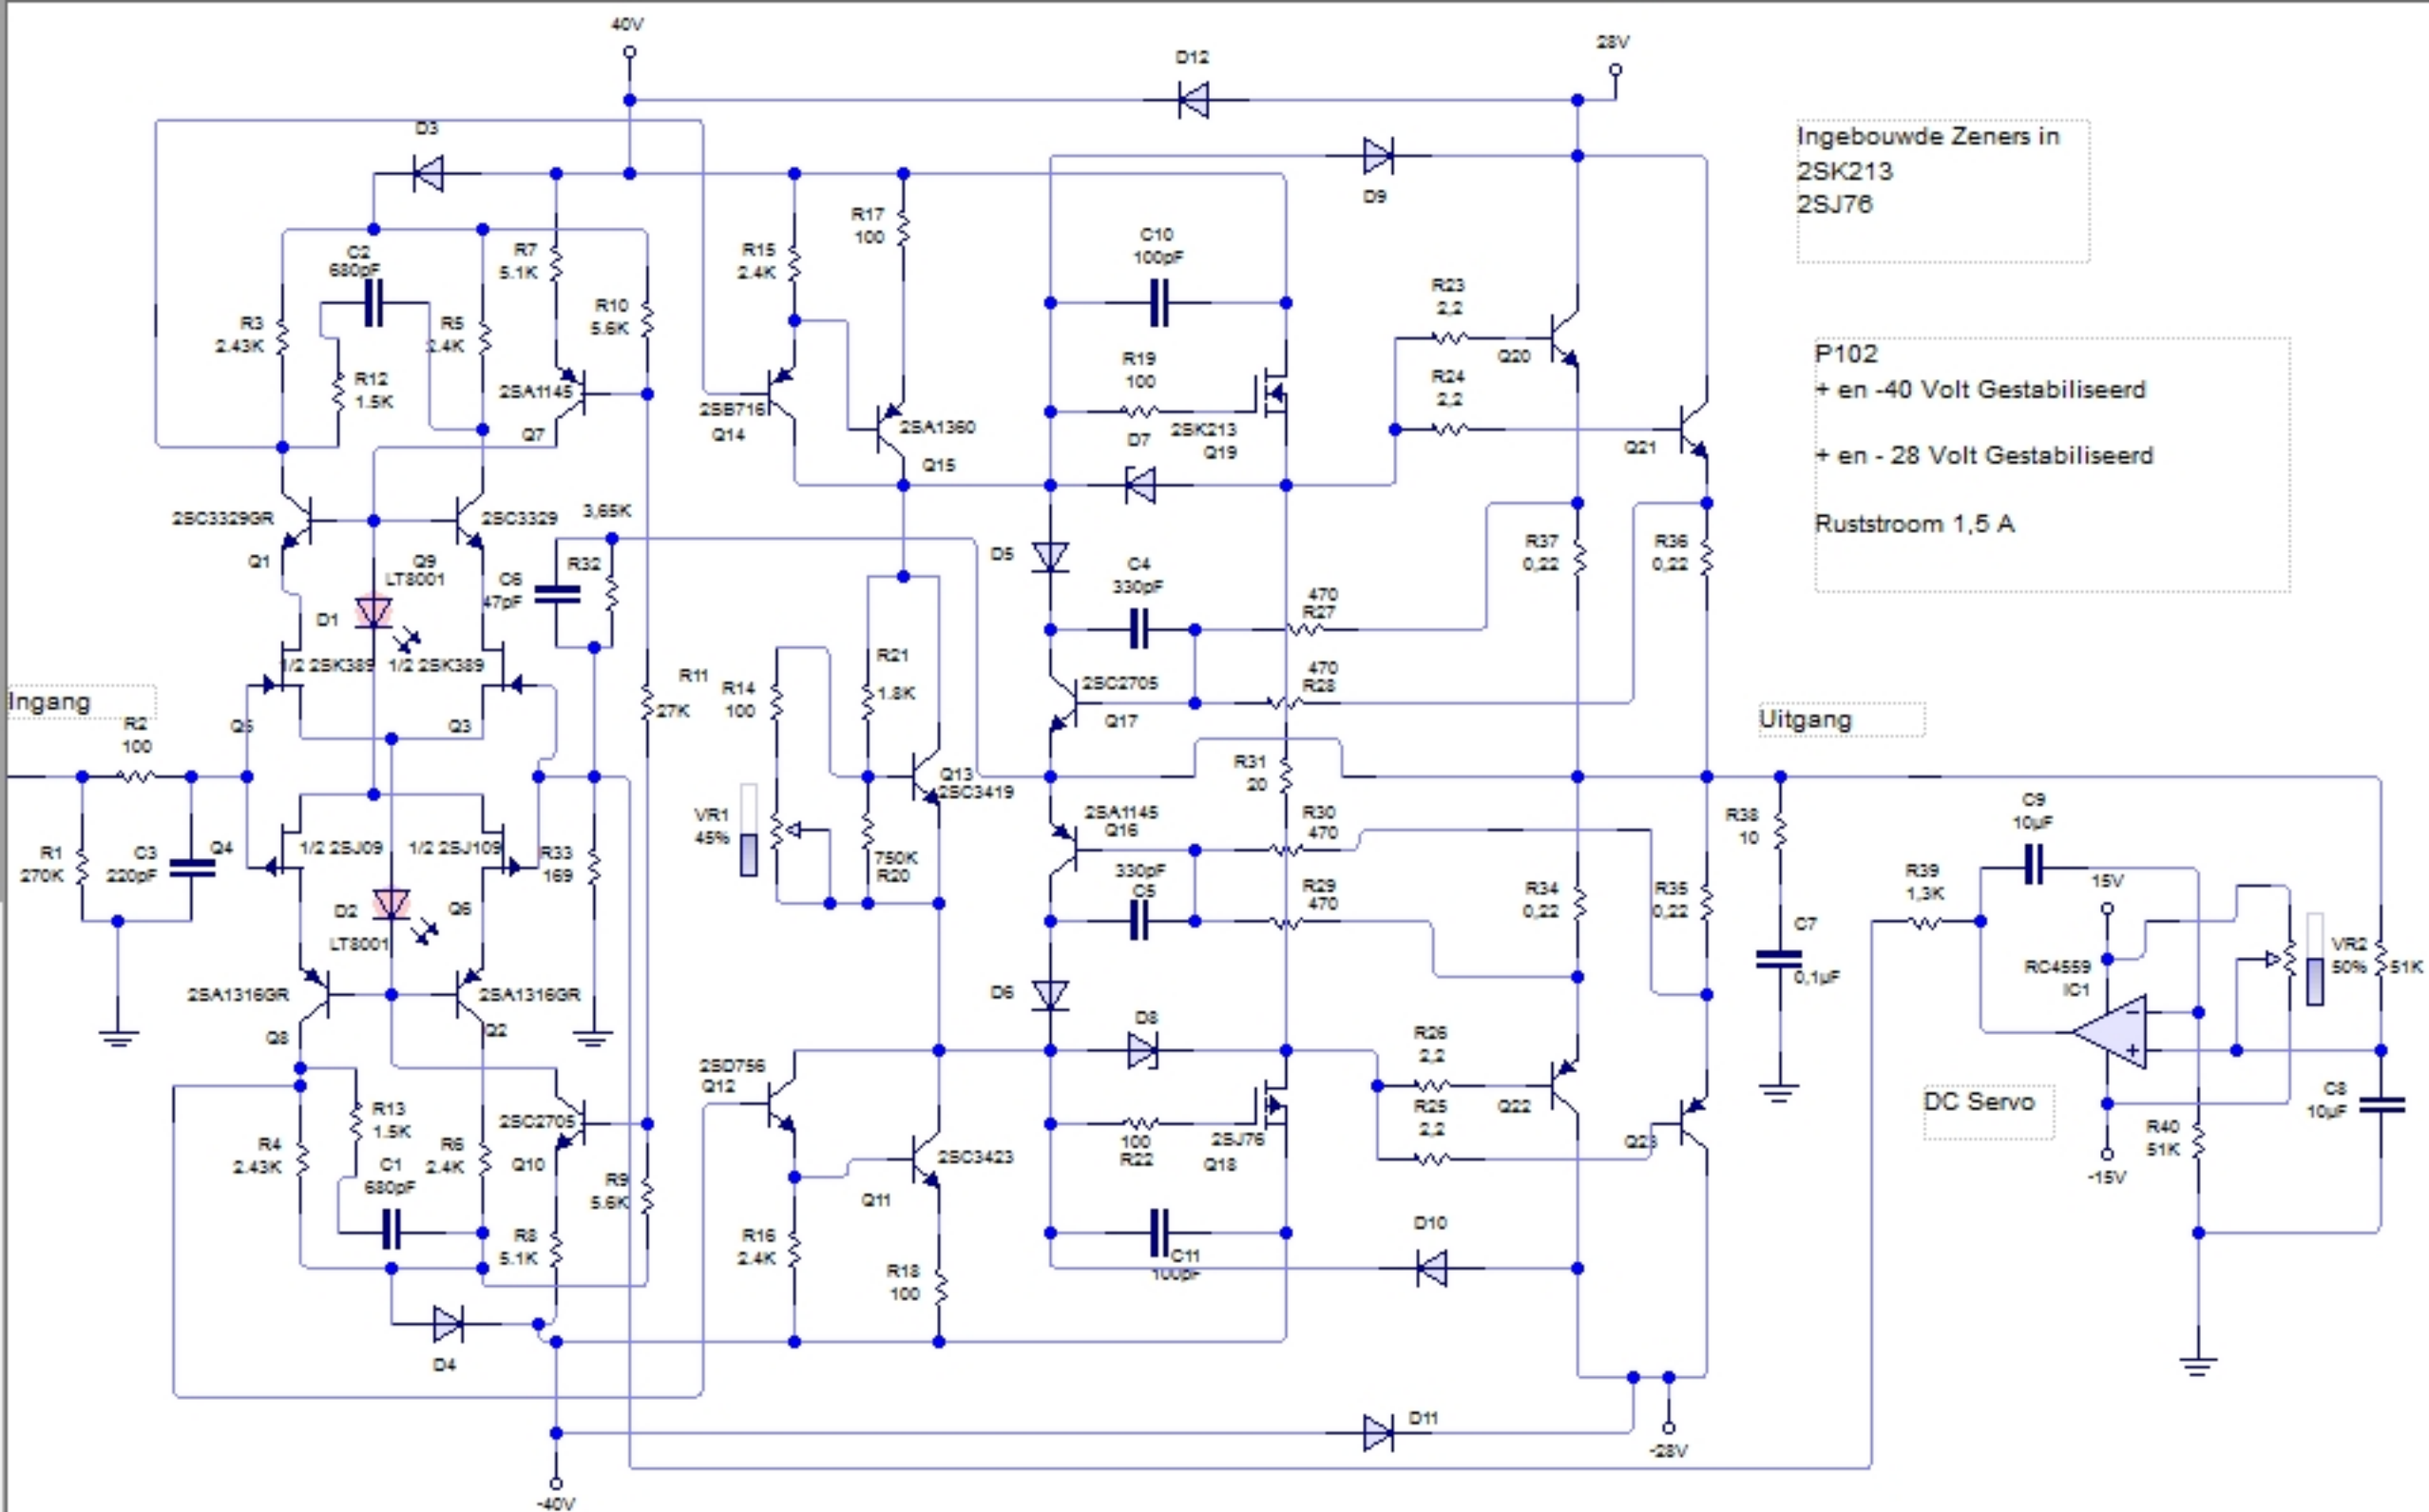 40V
28V
D12
D3
D9
Ingebouwde Zeners in
2SK213
2SJ76
C2
680pF
R7
5.1K
R17
100
R15
2.4K
C10
100pF
R10
5.6K
R3
2.43K
R5
2.4K
R12
1.5K
R23
2,2
Q20
R19
100
R24
2,2
P102
+ en -40 Volt Gestabiliseerd
+ en - 28 Volt Gestabiliseerd
Ruststroom 1,5 A
2SA1145
Q7
2SB716
Q14
2SA1360
Q15
D7
2SK213
Q19
Q21
2SC3329GR
Q1
2SC3329
Q9
LT8001
3,65K
R32
C6
47pF
D1
D5
C4
330pF
470
R27
R37
0,22
R36
0,22
1/2 2SK389
1/2 2SK389
R11
27K
R14
100
R21
1.8K
2SC2705
Q17
470
R28
Ingang
R2
100
Q5
Q3
Uitgang
R31
20
Q13
2SC3419
R1
270K
C3
220pF
Q4
1/2 2SJ09
1/2 2SJ109
R33
169
VR1
45%
750K
R20
2SA1145
Q16
330pF
C5
R30
470
R29
470
R34
0,22
R35
0,22
R38
10
C7
0,1µF
C9
10µF
R39
1,3K
15V
D2
LT8001
Q6
RC4559
IC1
VR2
50%
51K
2SA1316GR
Q8
2SA1316GR
Q2
D6
D8
2SD756
Q12
R26
2,2
R25
2,2
Q22
Q23
DC Servo
C8
10µF
R40
51K
-15V
R13
1.5K
R4
2.43K
C1
680pF
R6
2.4K
2SC2705
Q10
R8
5.1K
R9
5.6K
Q11
2SC3423
100
R22
2SJ76
Q18
R16
2.4K
R18
100
C11
100pF
D10
D4
D11
-28V
-40V